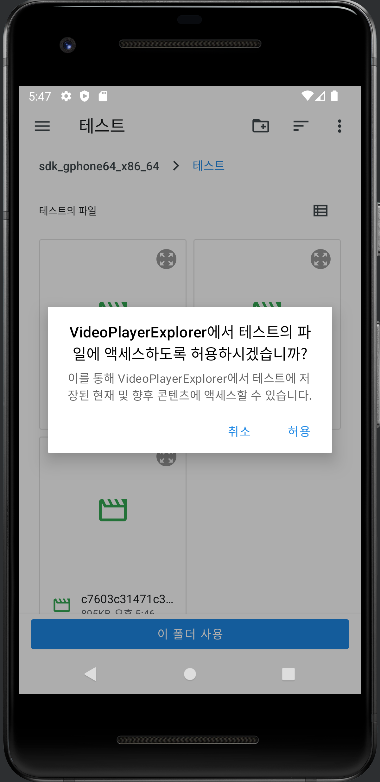 5:47
테스트
sdk_gphone64_x86_64 > 테스트
테스트의 파일
VideoPlayerExplorer에서 테스트의 파
일에 액세스하도록 허용하시겠습니까?
이를 통해 VideoPlayerExplorer에서 테스트에 저
장된 현재 및 향후 콘텐츠에 액세스할 수 있습니다.
취소 허용
c7603c31471c3...
805KB 오후 5:46
이 폴더 사용